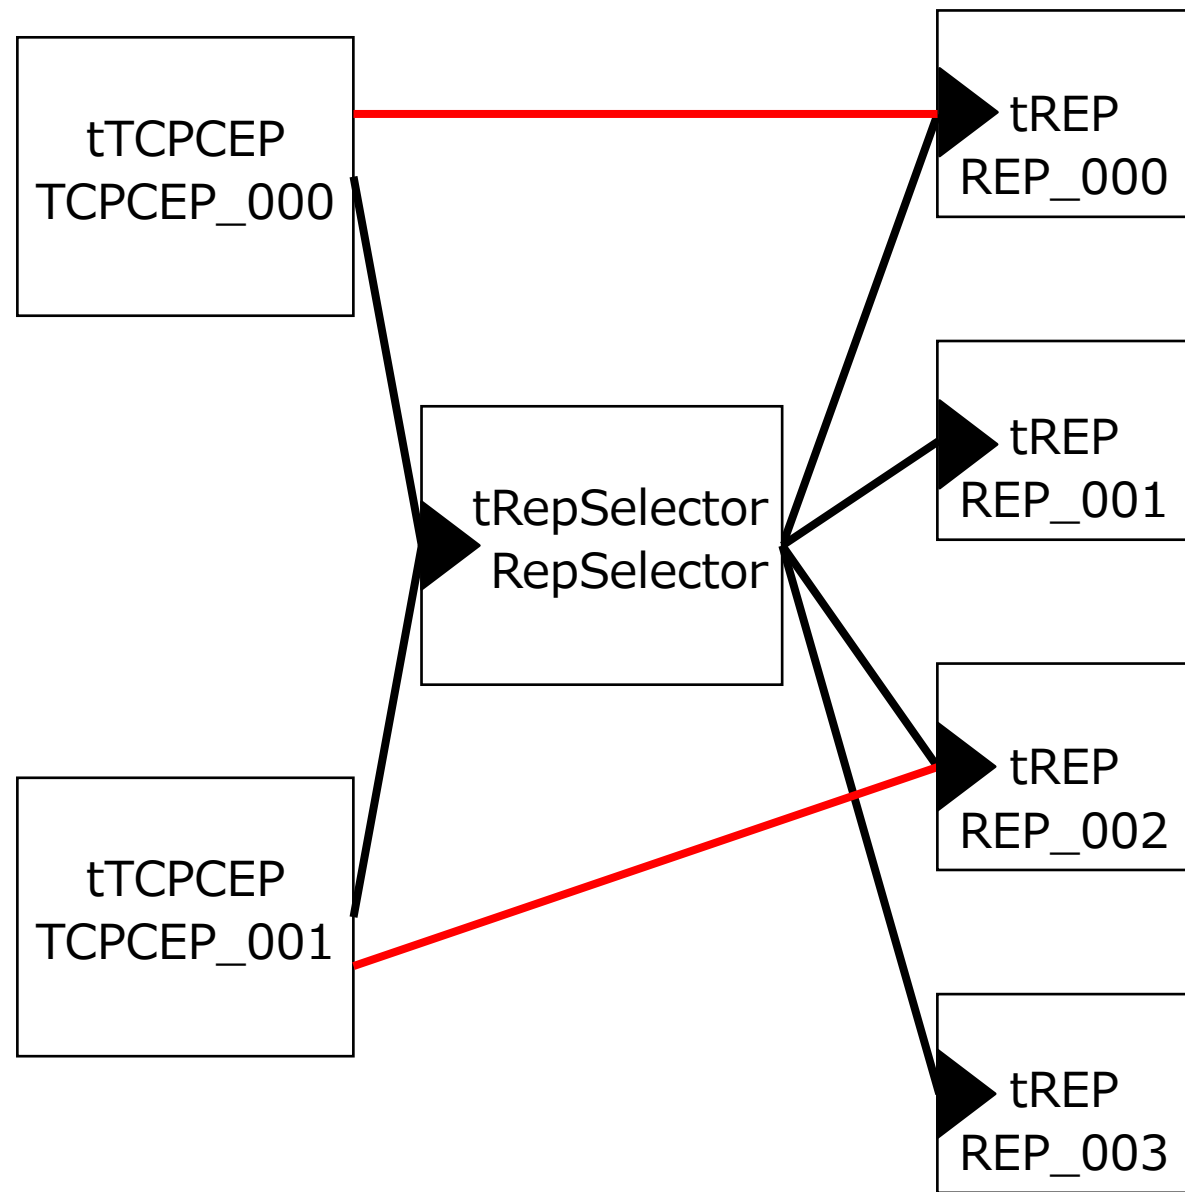 tTCPCEP
TCPCEP_000
tREP
REP_000
tREP
REP_001
tRepSelector
RepSelector
tREP
REP_002
tTCPCEP
TCPCEP_001
tREP
REP_003